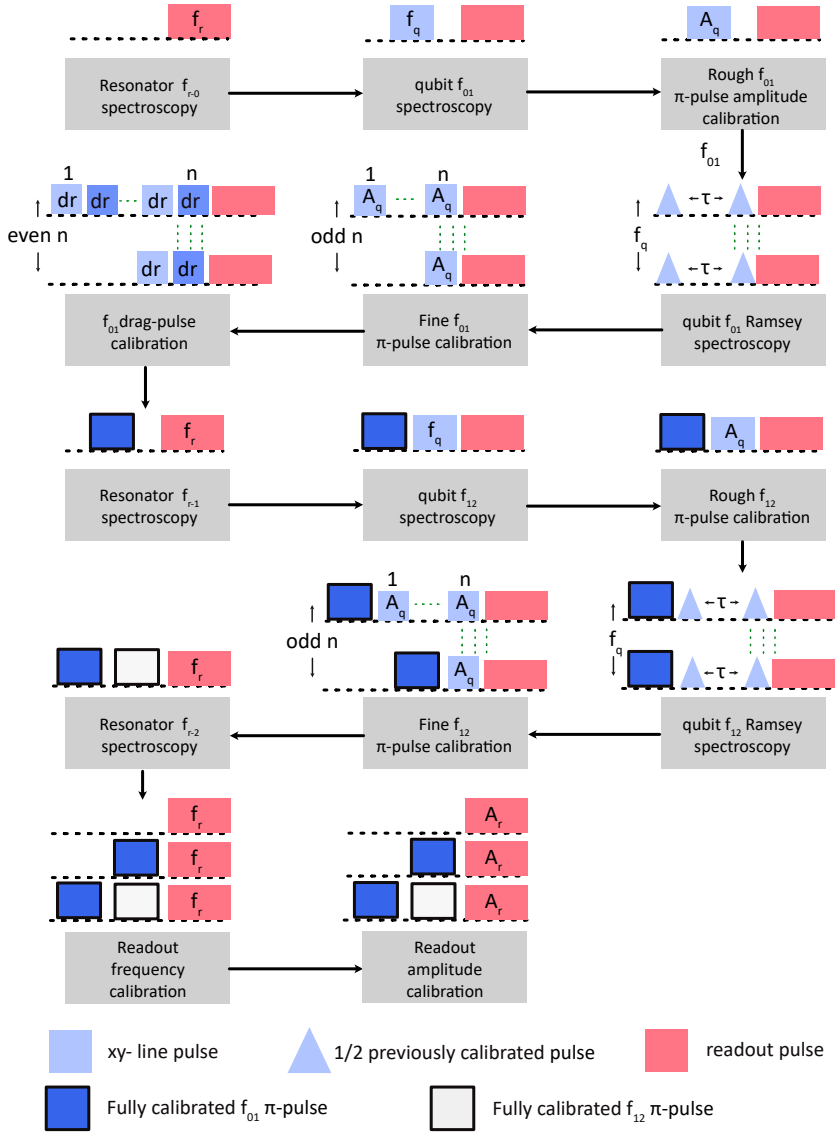 f_r
f_q
A_q
Resonator f_r-0
spectroscopy
qubit f_01
spectroscopy
Rough f_01
π-pulse amplitude
calibration
f_01
1 n
dr dr dr dr
even n
dr dr
1 n
A_q A_q
odd n
A_q
τ
f_q
τ
f_01 drag-pulse
calibration
Fine f_01
π-pulse calibration
qubit f_01 Ramsey
spectroscopy
f_r
f_q
A_q
Resonator f_r-1
spectroscopy
qubit f_12
spectroscopy
Rough f_12
π-pulse calibration
f_r
1 n
A_q A_q
odd n
A_q
τ
f_q
τ
Resonator f_r-2
spectroscopy
Fine f_12
π-pulse calibration
qubit f_12 Ramsey
spectroscopy
f_r
f_r
f_r
A_r
A_r
A_r
Readout
frequency
calibration
Readout
amplitude
calibration
xy- line pulse
1/2 previously calibrated pulse
readout pulse
Fully calibrated f_01 π-pulse
Fully calibrated f_12 π-pulse